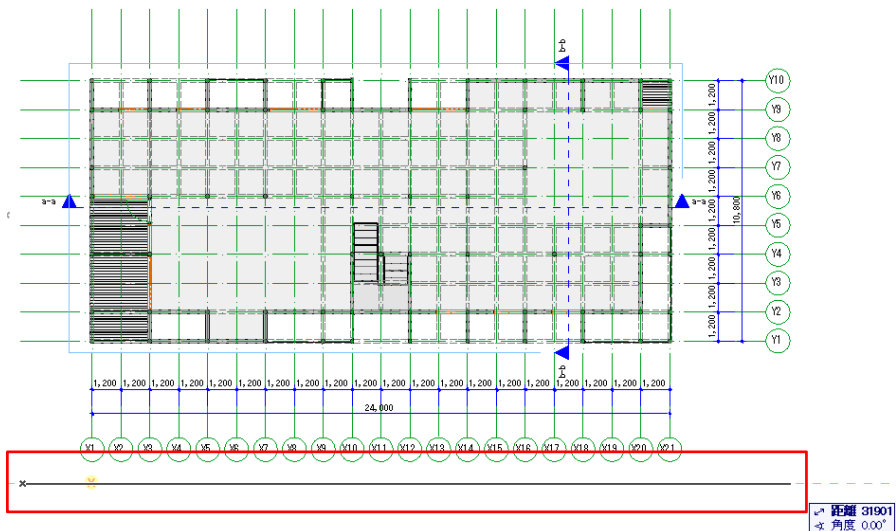 b-b
Y10
Y9
Y8
Y7
Y6
Y5
Y4
Y3
Y2
Y1
1,200
1,200
1,200
1,200
1,200
1,200
1,200
1,200
1,200
10,800
a-a
a-a
b-b
1,200 1,200 1,200 1,200 1,200 1,200 1,200 1,200 1,200 1,200 1,200 1,200 1,200 1,200 1,200 1,200 1,200 1,200 1,200 1,200
24,000
X1 X2 X3 X4 X5 X6 X7 X8 X9 X10 X11 X12 X13 X14 X15 X16 X17 X18 X19 X20 X21
距離 31901
角度 0.00°